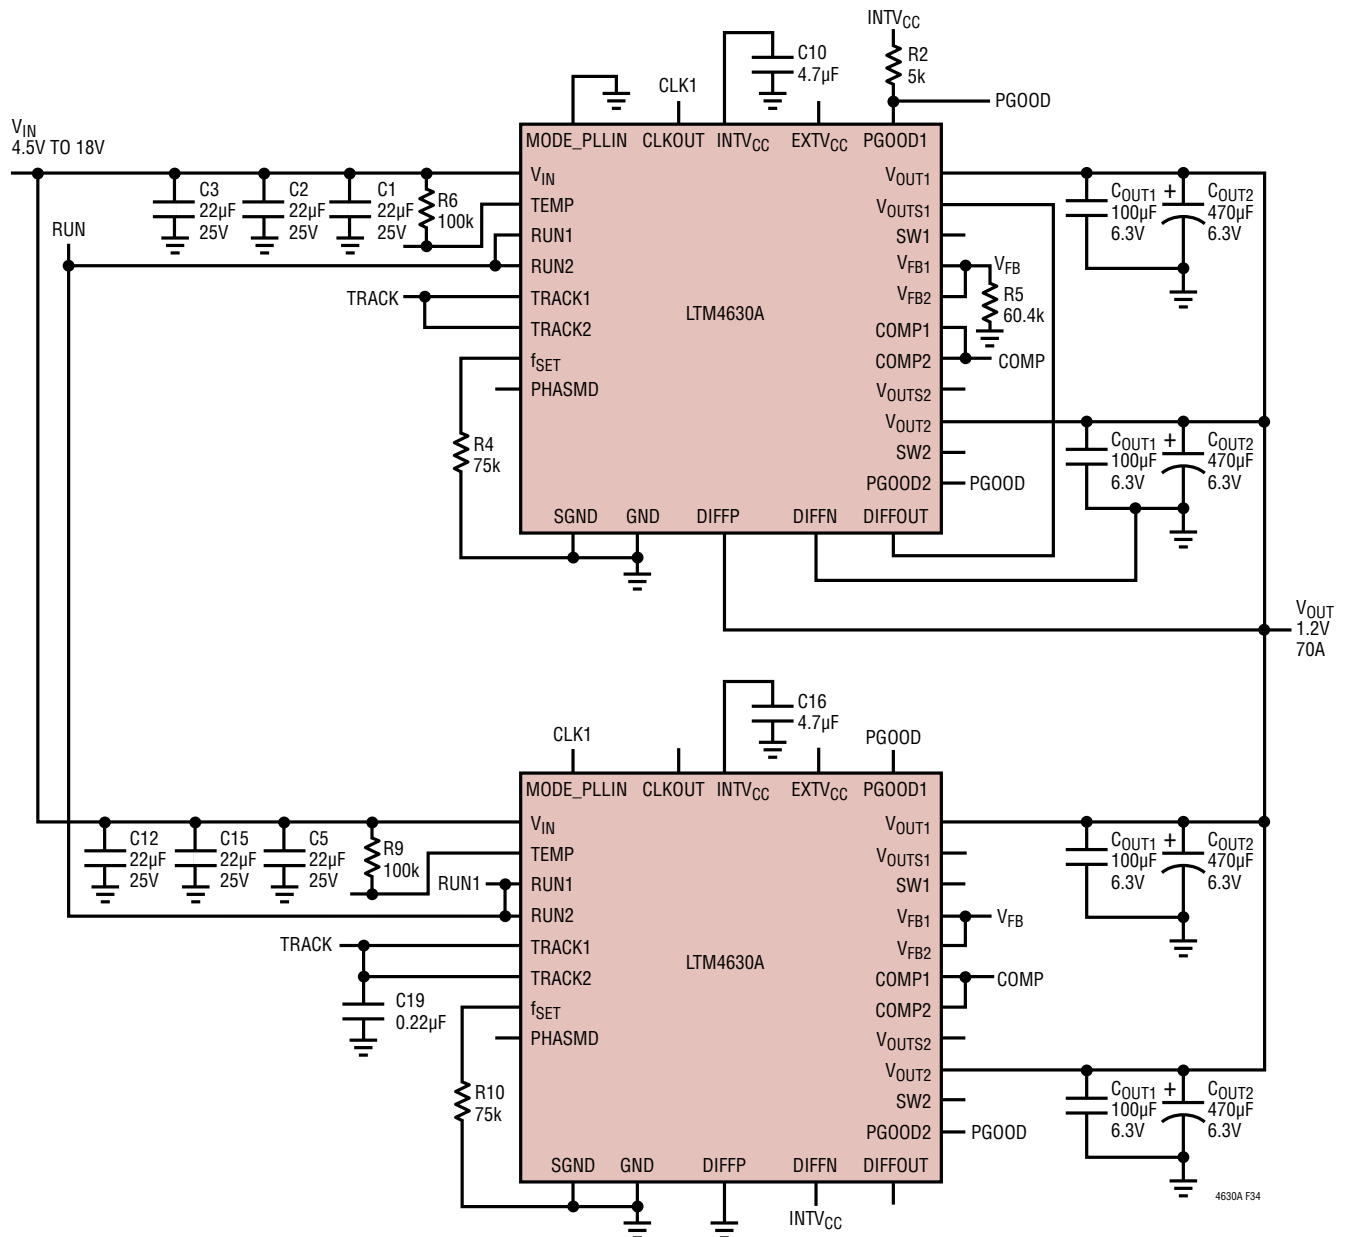 INTVCC
C10
4.7µF
R2
5k
CLK1
PGOOD
VIN
4.5V TO 18V
MODE_PLLIN CLKOUT INTVCC EXTVCC PGOOD1
VIN
TEMP
RUN1
RUN2
TRACK1
TRACK2
fSET
PHASMD
LTM4630A
VOUT1
VOUTS1
SW1
VFB1
VFB2
COMP1
COMP2
VOUTS2
VOUT2
SW2
PGOOD2
SGND GND DIFFP DIFFN DIFFOUT
C3
22µF
25V
C2
22µF
25V
C1
22µF
25V
R6
100k
RUN
TRACK
R4
75k
COUT1
100µF
6.3V
+
COUT2
470µF
6.3V
VFB
R5
60.4k
COMP
COUT1
100µF
6.3V
+
COUT2
470µF
6.3V
PGOOD
VOUT
1.2V
70A
C16
4.7µF
CLK1
PGOOD
MODE_PLLIN CLKOUT INTVCC EXTVCC PGOOD1
VIN
TEMP
RUN1
RUN2
TRACK1
TRACK2
fSET
PHASMD
LTM4630A
VOUT1
VOUTS1
SW1
VFB1
VFB2
COMP1
COMP2
VOUTS2
VOUT2
SW2
PGOOD2
SGND GND DIFFP DIFFN DIFFOUT
C12
22µF
25V
C15
22µF
25V
C5
22µF
25V
R9
100k
RUN1
TRACK
C19
0.22µF
R10
75k
COUT1
100µF
6.3V
+
COUT2
470µF
6.3V
VFB
COMP
COUT1
100µF
6.3V
+
COUT2
470µF
6.3V
PGOOD
INTVCC
4630A F34